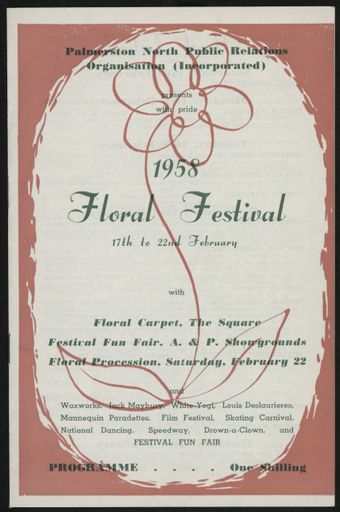 Palmerston North Public Relations
Organisation (Incorporated)
presents
with pride
1958
Floral Festival
17th to 22nd February
with
Floral Carpet, The Square
Festival Fun Fair, A. & P. Showgrounds
Floral Procession, Saturday, February 22
and
Waxworks, Jack Mayhury, White Yogi, Louis Deslaurieres,
Mannequin Paradettes, Film Festival, Skating Carnival,
National Dancing, Speedway, Drown-a-Clown, and
FESTIVAL FUN FAIR
PROGRAMME . . . . One Shilling